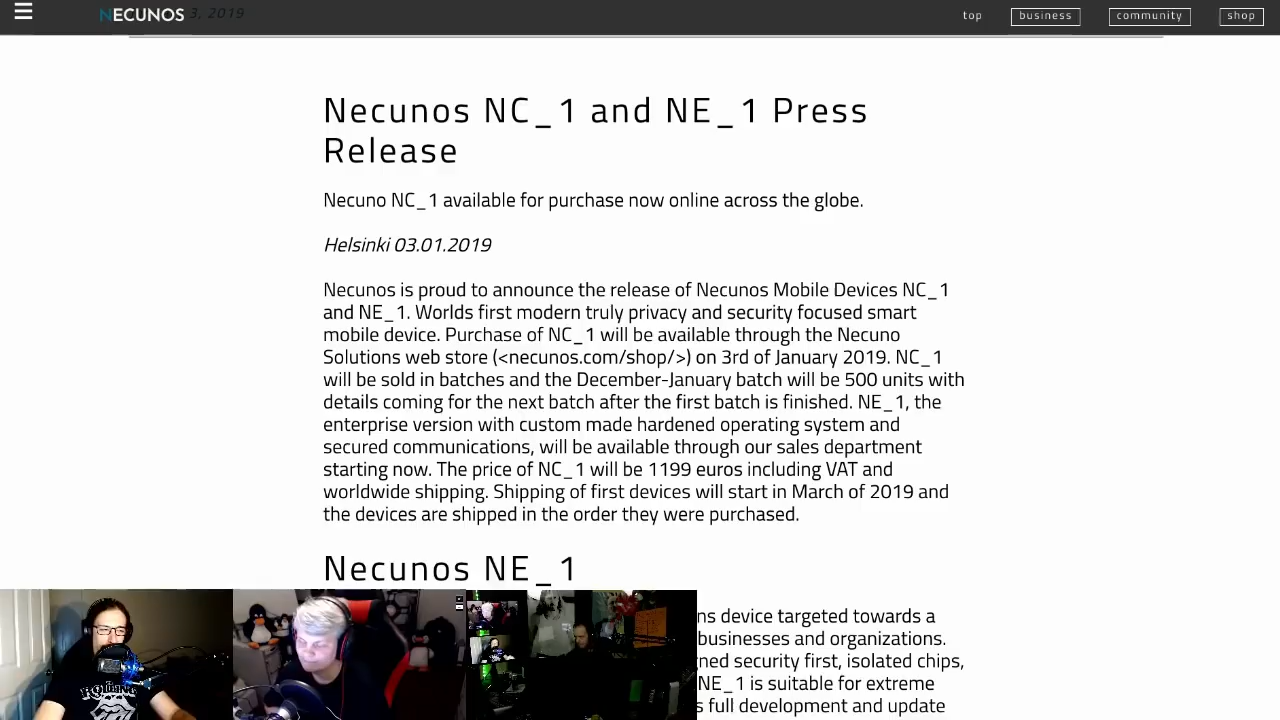 NECUNOS 3, 2019 top business community shop
Necunos NC_1 and NE_1 Press
Release
Necuno NC_1 available for purchase now online across the globe.
Helsinki 03.01.2019
Necunos is proud to announce the release of Necunos Mobile Devices NC_1
and NE_1. Worlds first modern truly privacy and security focused smart
mobile device. Purchase of NC_1 will be available through the Necuno
Solutions web store (<necunos.com/shop/>) on 3rd of January 2019. NC_1
will be sold in batches and the December-January batch will be 500 units with
details coming for the next batch after the first batch is finished. NE_1, the
enterprise version with custom made hardened operating system and
secured communications, will be available through our sales department
starting now. The price of NC_1 will be 1199 euros including VAT and
worldwide shipping. Shipping of first devices will start in March of 2019 and
the devices are shipped in the order they were purchased.
Necunos NE_1
ns device targeted towards a
businesses and organizations.
ned security first, isolated chips,
NE_1 is suitable for extreme
s full development and update